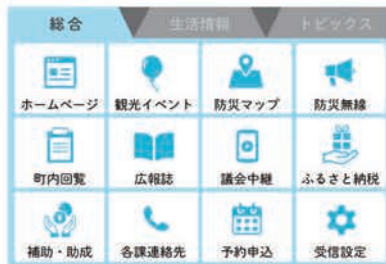 総合 生活情報 トピックス
ホームページ 観光イベント 防災マップ 防災無線
町内回覧 広報誌 議会中継 ふるさと納税
補助・助成 各課連絡先 予約申込 受信設定